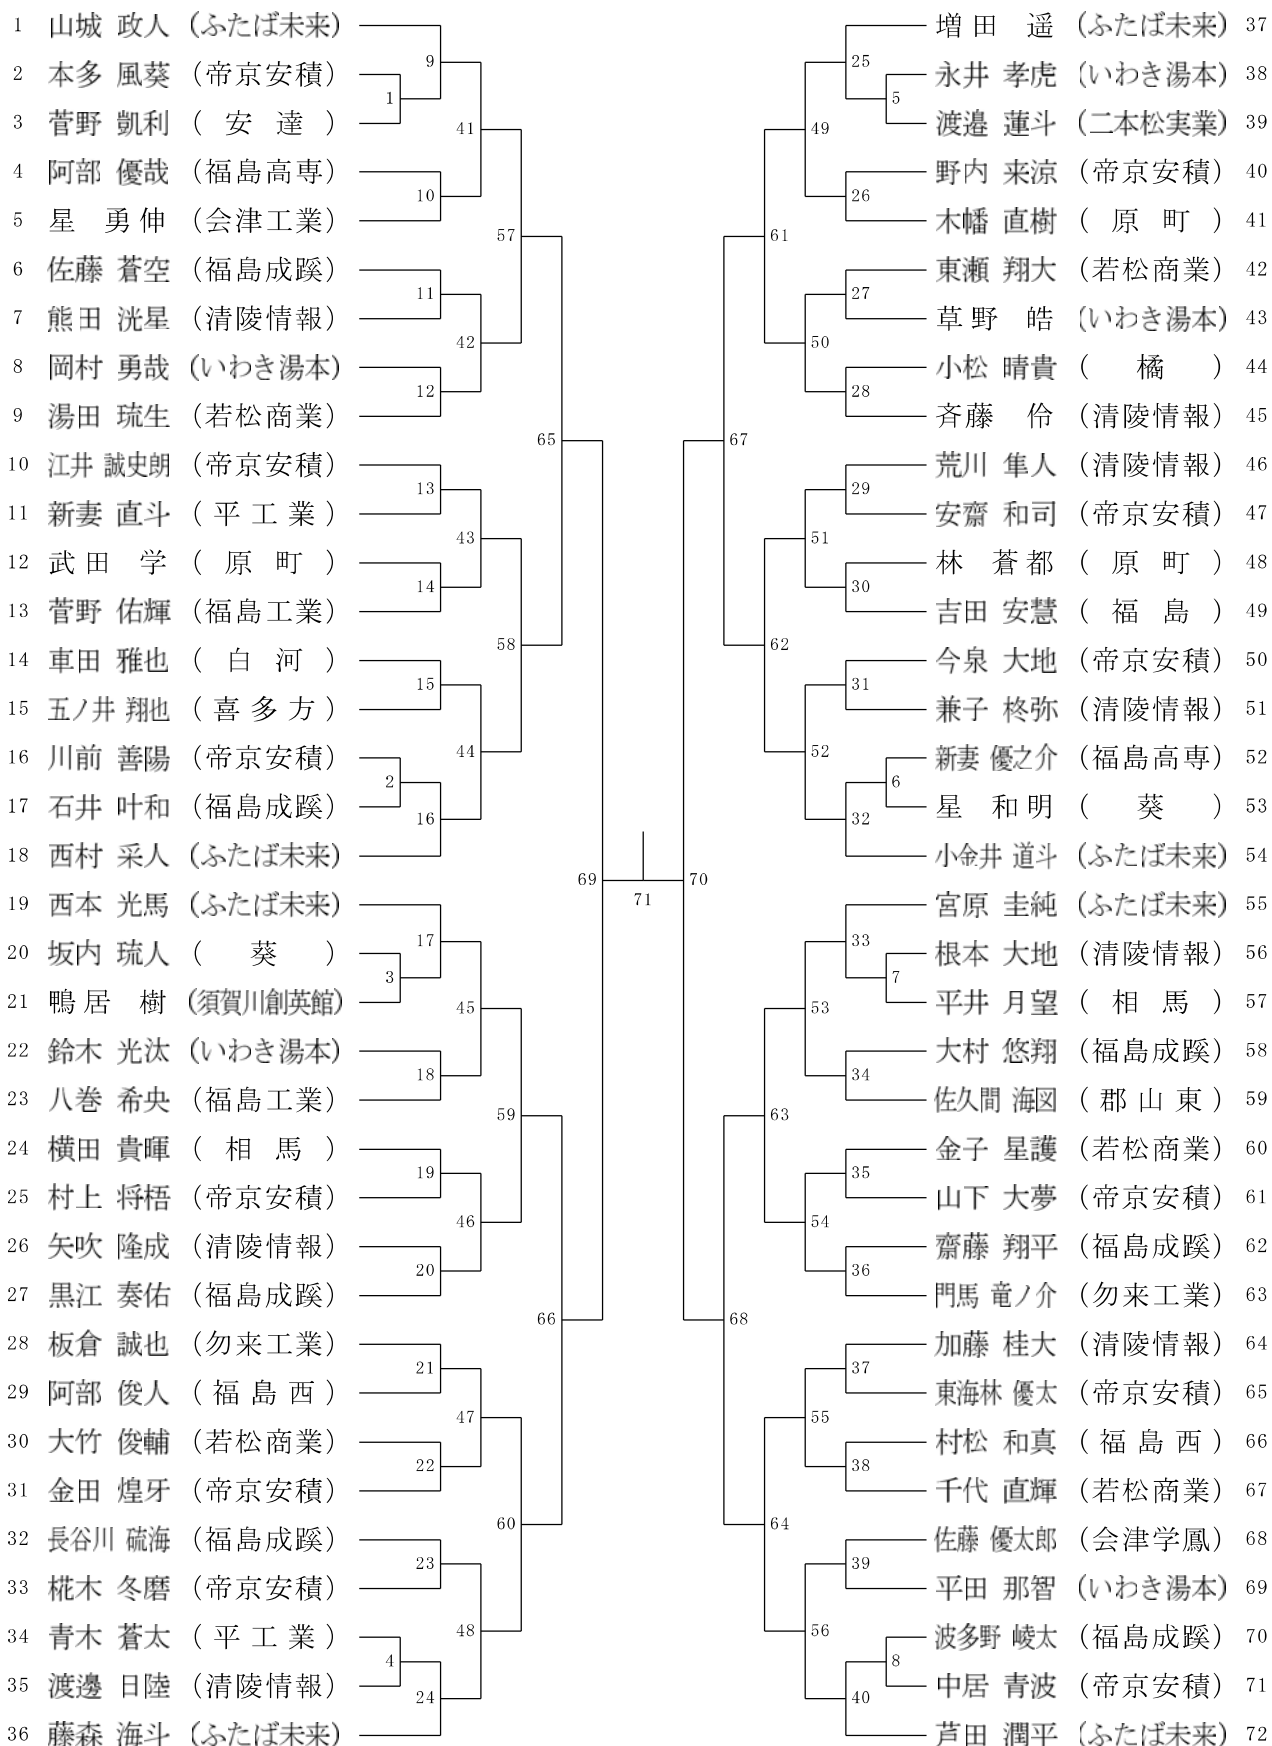 1 山城 政人 (ふたば未来)
2 本多 風葵 (帝京安積)
3 菅野 凱利 ( 安 達 )
4 阿部 優哉 (福島高専)
5 星 勇伸 (会津工業)
6 佐藤 蒼空 (福島成蹊)
7 熊田 洸星 (清陵情報)
8 岡村 勇哉 (いわき湯本)
9 湯田 琉生 (若松商業)
10 江井 誠史朗 (帝京安積)
11 新妻 直斗 ( 平 工 業 )
12 武田 学 ( 原 町 )
13 菅野 佑輝 (福島工業)
14 車田 雅也 ( 白 河 )
15 五ノ井 翔也 ( 喜 多 方 )
16 川前 善陽 (帝京安積)
17 石井 叶和 (福島成蹊)
18 西村 采人 (ふたば未来)
19 西本 光馬 (ふたば未来)
20 坂内 琉人 ( 葵 )
21 鴨居 樹 (須賀川創英館)
22 鈴木 光汰 (いわき湯本)
23 八巻 希央 (福島工業)
24 横田 貴暉 ( 相 馬 )
25 村上 将梧 (帝京安積)
26 矢吹 隆成 (清陵情報)
27 黒江 奏佑 (福島成蹊)
28 板倉 誠也 (勿来工業)
29 阿部 俊人 ( 福 島 西 )
30 大竹 俊輔 (若松商業)
31 金田 煌牙 (帝京安積)
32 長谷川 硫海 (福島成蹊)
33 椛木 冬磨 (帝京安積)
34 青木 蒼太 ( 平 工 業 )
35 渡邊 日陸 (清陵情報)
36 藤森 海斗 (ふたば未来)
1
2
3
4
9
10
11
12
13
14
15
16
17
18
19
20
21
22
23
24
41
42
43
44
45
46
47
48
57
58
59
60
65
66
69
71
70
67
68
61
62
63
64
49
50
51
52
53
54
55
56
25
26
27
28
29
30
31
32
33
34
35
36
37
38
39
40
5
6
7
8
増田 遥 (ふたば未来) 37
永井 孝虎 (いわき湯本) 38
渡邉 蓮斗 (二本松実業) 39
野内 来涼 (帝京安積) 40
木幡 直樹 ( 原 町 ) 41
東瀬 翔大 (若松商業) 42
草野 皓 (いわき湯本) 43
小松 晴貴 ( 橘 ) 44
斉藤 伶 (清陵情報) 45
荒川 隼人 (清陵情報) 46
安齋 和司 (帝京安積) 47
林 蒼都 ( 原 町 ) 48
吉田 安慧 ( 福 島 ) 49
今泉 大地 (帝京安積) 50
兼子 柊弥 (清陵情報) 51
新妻 優之介 (福島高専) 52
星 和明 ( 葵 ) 53
小金井 道斗 (ふたば未来) 54
宮原 圭純 (ふたば未来) 55
根本 大地 (清陵情報) 56
平井 月望 ( 相 馬 ) 57
大村 悠翔 (福島成蹊) 58
佐久間 海図 ( 郡 山 東 ) 59
金子 星護 (若松商業) 60
山下 大夢 (帝京安積) 61
齋藤 翔平 (福島成蹊) 62
門馬 竜ノ介 (勿来工業) 63
加藤 桂大 (清陵情報) 64
東海林 優太 (帝京安積) 65
村松 和真 ( 福 島 西 ) 66
千代 直輝 (若松商業) 67
佐藤 優太郎 (会津学鳳) 68
平田 那智 (いわき湯本) 69
波多野 崚太 (福島成蹊) 70
中居 青波 (帝京安積) 71
芦田 潤平 (ふたば未来) 72